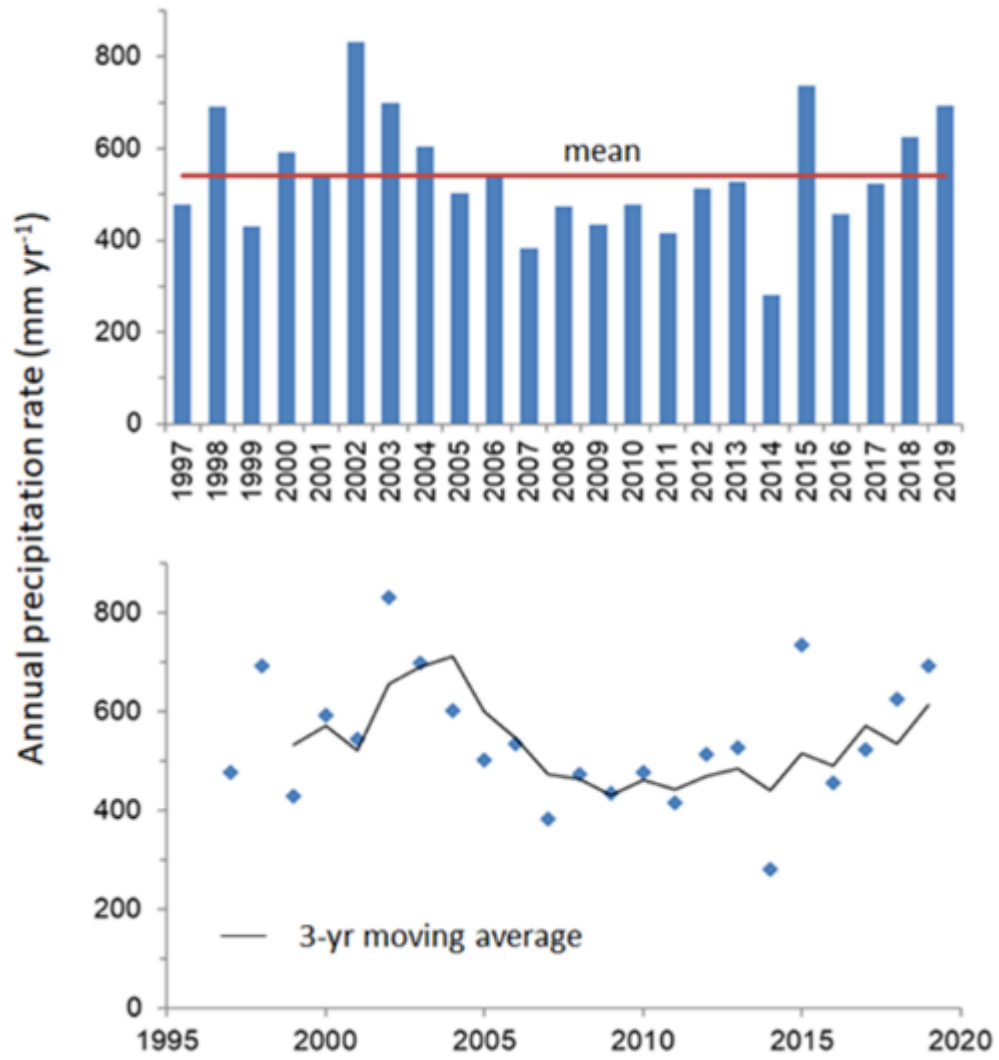 Annual precipitation rate (mm yr⁻¹)
800
600
400
200
0
mean
1997 1998 1999 2000 2001 2002 2003 2004 2005 2006 2007 2008 2009 2010 2011 2012 2013 2014 2015 2016 2017 2018 2019
800
600
400
200
0
3-yr moving average
1995 2000 2005 2010 2015 2020